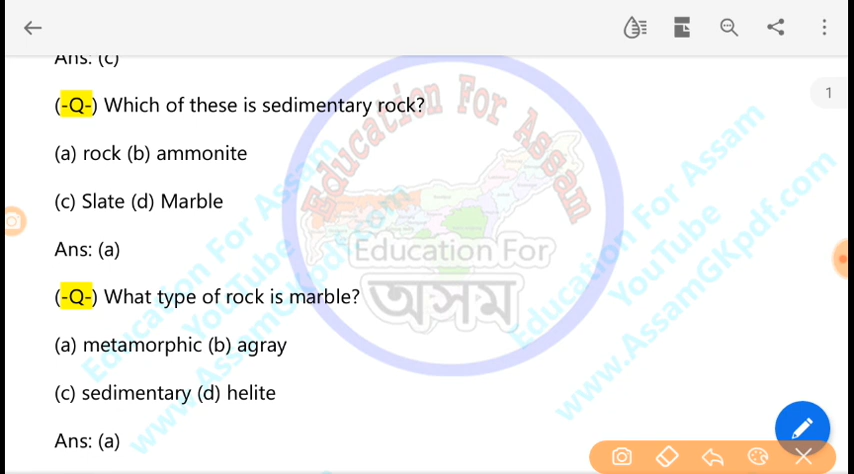 Ans: (c)
1
(-Q-) Which of these is sedimentary rock?
(a) rock (b) ammonite
(c) Slate (d) Marble
Ans: (a)
(-Q-) What type of rock is marble?
(a) metamorphic (b) agray
(c) sedimentary (d) helite
Ans: (a)
Education For Assam
Education For
অসম
Education For Assam
YouTube
www.AssamGKpdf.com
Education For Assam
YouTube
www.AssamGKpdf.com